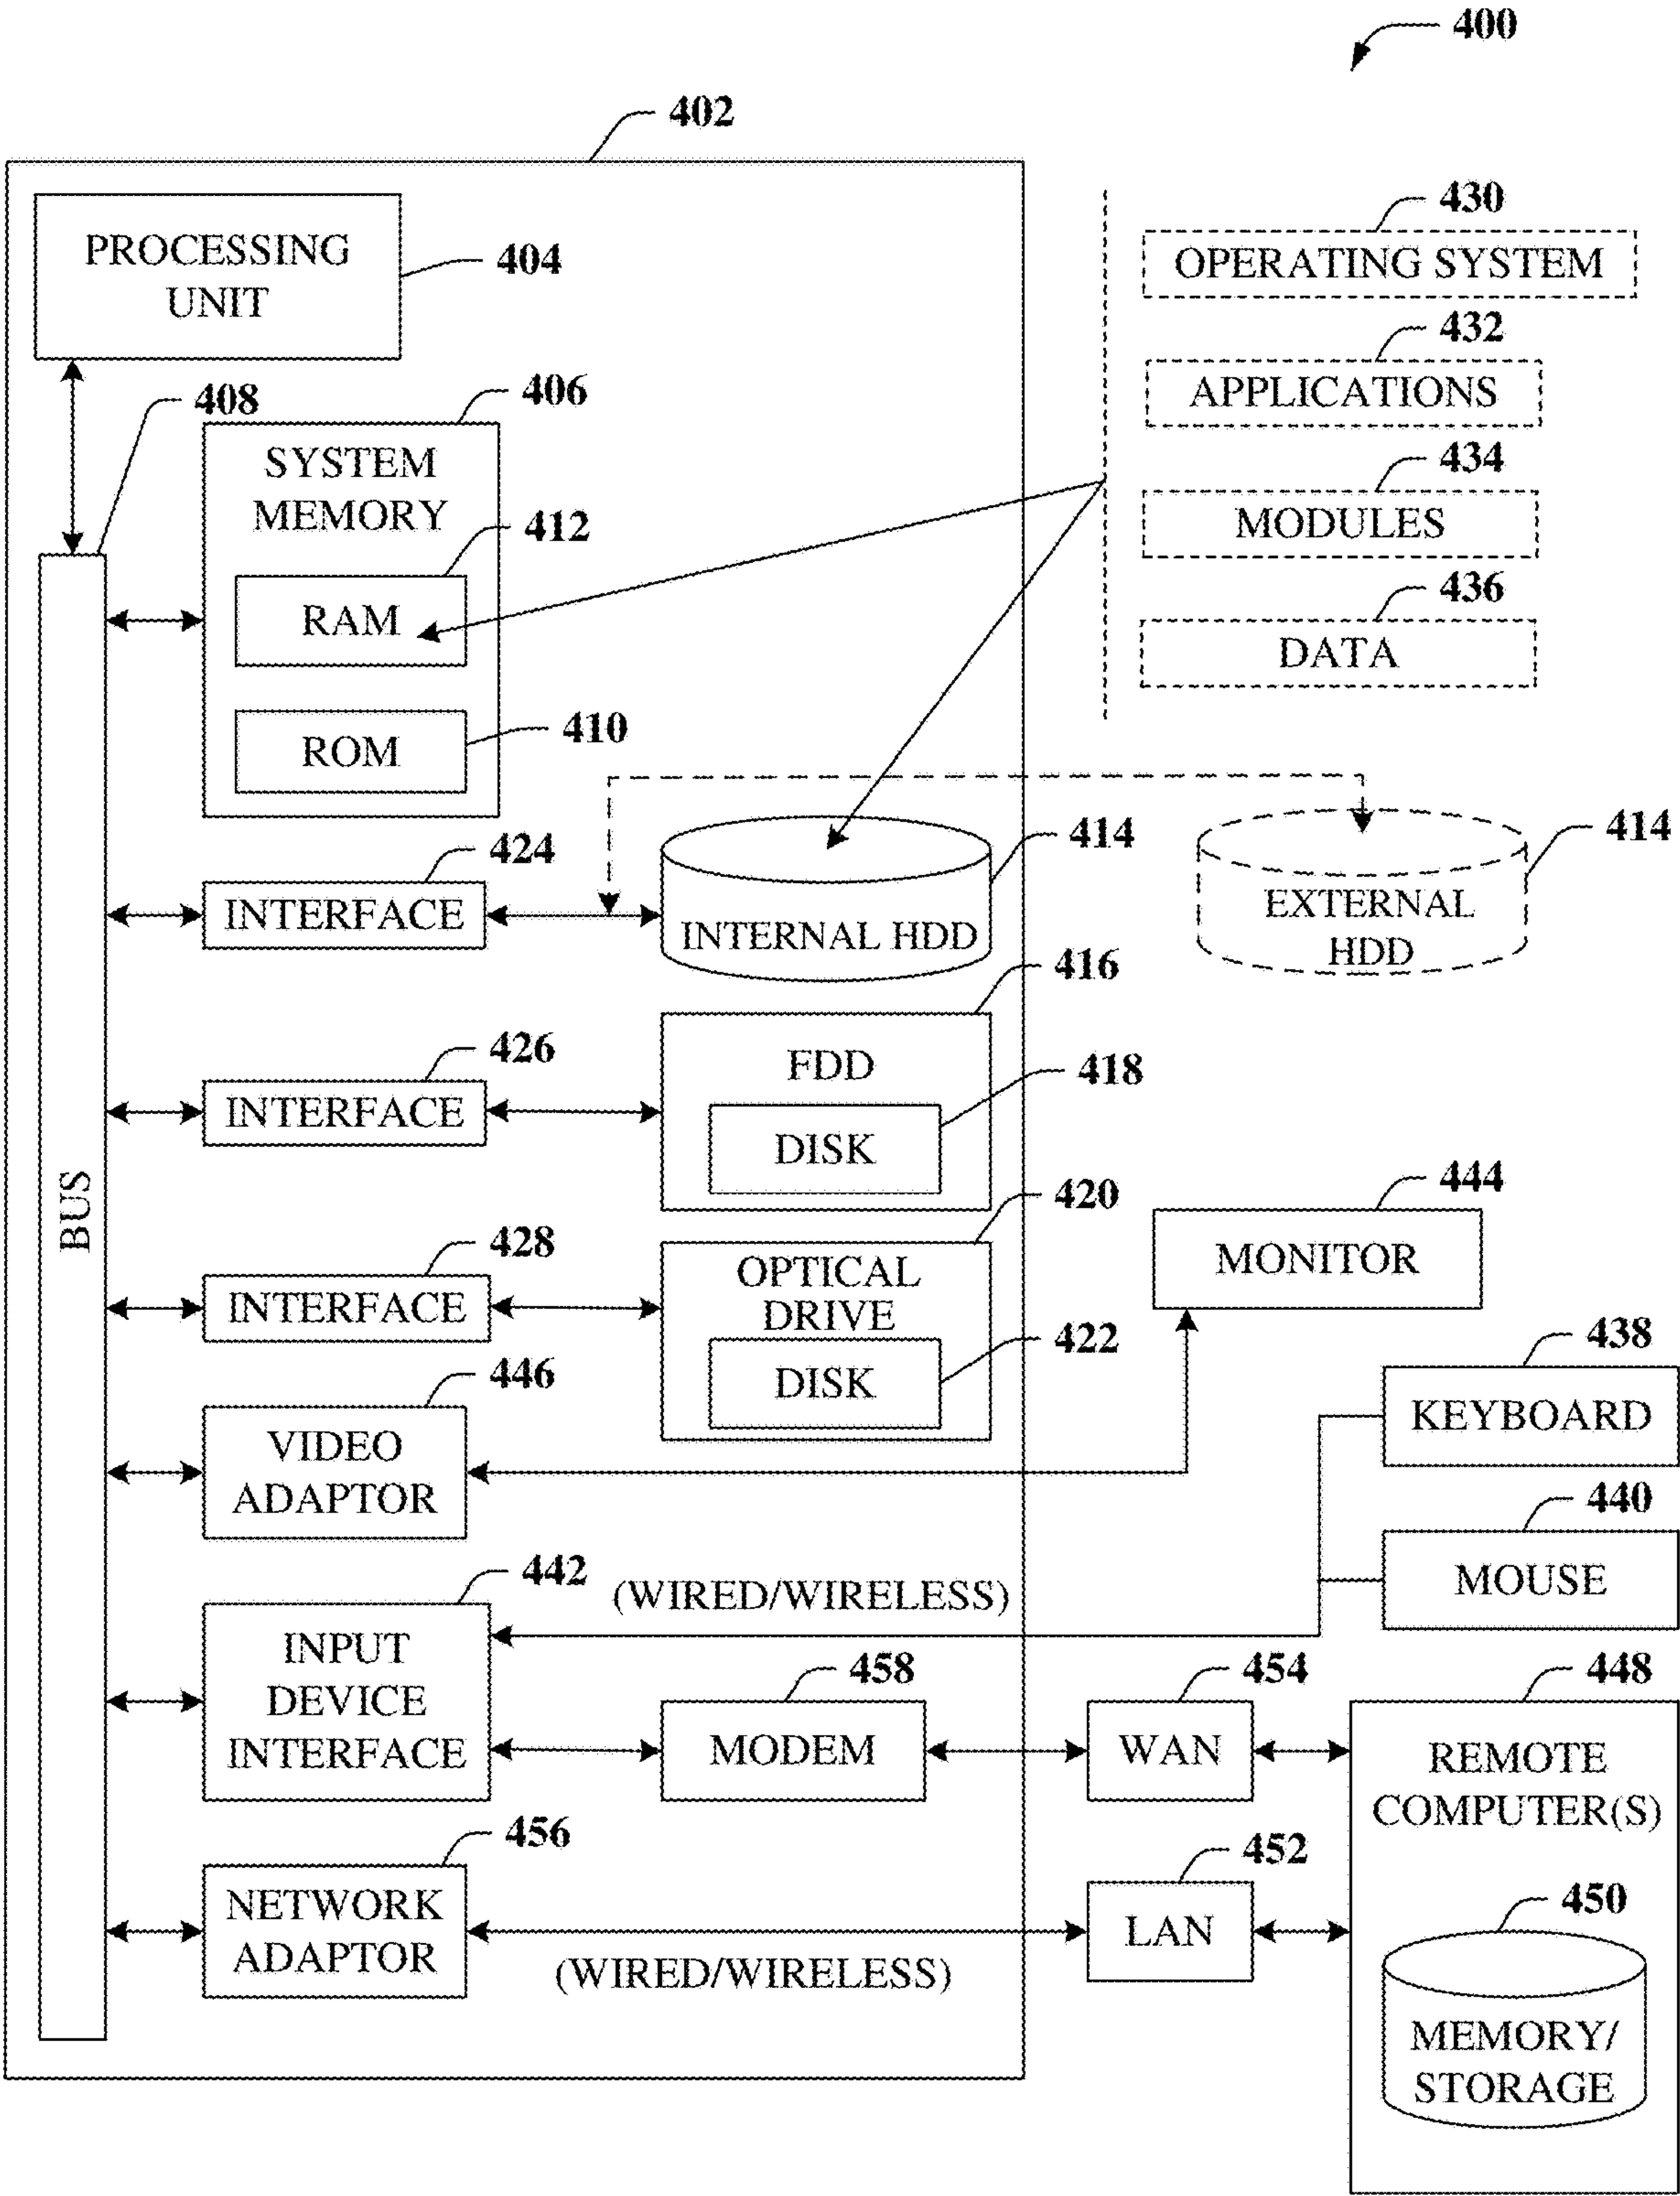 400
402
PROCESSING
UNIT
404
430
OPERATING SYSTEM
432
APPLICATIONS
434
MODULES
436
DATA
408
406
SYSTEM
MEMORY
412
RAM
410
ROM
BUS
424
INTERFACE
414
INTERNAL HDD
414
EXTERNAL
HDD
426
INTERFACE
416
FDD
418
DISK
428
INTERFACE
420
OPTICAL
DRIVE
422
DISK
444
MONITOR
446
VIDEO
ADAPTOR
438
KEYBOARD
440
MOUSE
442
INPUT
DEVICE
INTERFACE
(WIRED/WIRELESS)
458
MODEM
454
WAN
448
REMOTE
COMPUTER(S)
456
NETWORK
ADAPTOR
(WIRED/WIRELESS)
452
LAN
450
MEMORY/
STORAGE